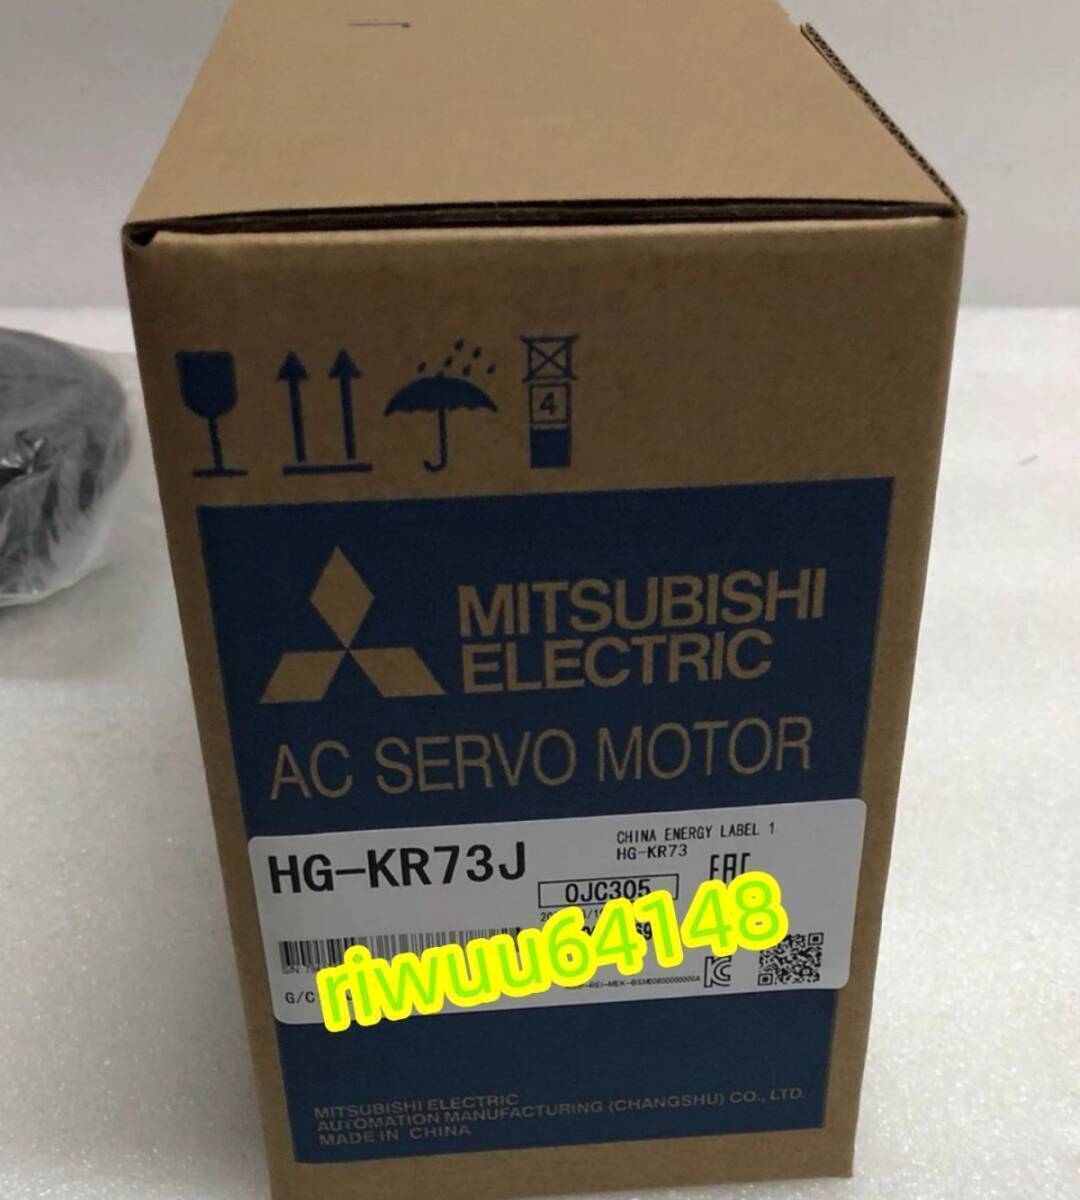 4
MITSUBISHI
ELECTRIC
AC SERVO MOTOR
CHINA ENERGY LABEL 1
HG-KR73J
HG-KR73
EAC
0JC305
riwuu64148
S/N
G/C
MITSUBISHI ELECTRIC
AUTOMATION MANUFACTURING (CHANGSHU) CO., LTD.
MADE IN CHINA